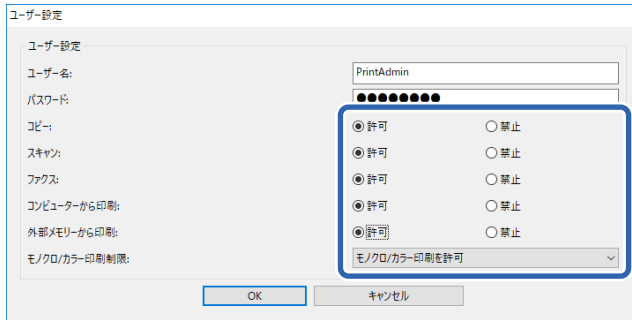 ユーザー設定
ユーザー設定
ユーザー名: PrintAdmin
パスワード: ●●●●●●●●
コピー: 許可 禁止
スキャン: 許可 禁止
ファクス: 許可 禁止
コンピューターから印刷: 許可 禁止
外部メモリーから印刷: 許可 禁止
モノクロ/カラー印刷制限: モノクロ/カラー印刷を許可
OK キャンセル